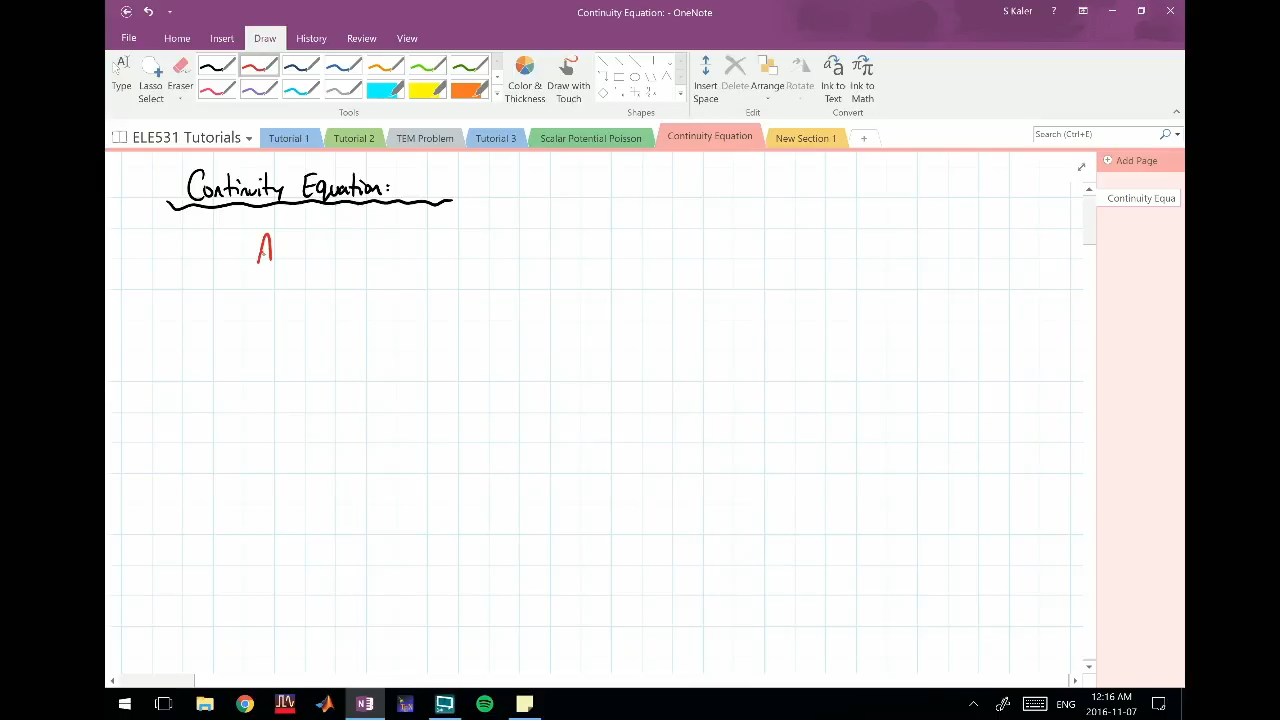 Continuity Equation: - OneNote
S Kaler
?
File
Home
Insert
Draw
History
Review
View
Type
Lasso
Select
Eraser
Color &
Thickness
Draw with
Touch
Insert
Space
Delete
Arrange
Rotate
Ink to
Text
Ink to
Math
Tools
Shapes
Edit
Convert
ELE531 Tutorials
Tutorial 1
Tutorial 2
TEM Problem
Tutorial 3
Scalar Potential Poisson
Continuity Equation
New Section 1
+
Search (Ctrl+E)
Add Page
Continuity Equa
Continuity Equation:
ENG
12:16 AM
2016-11-07